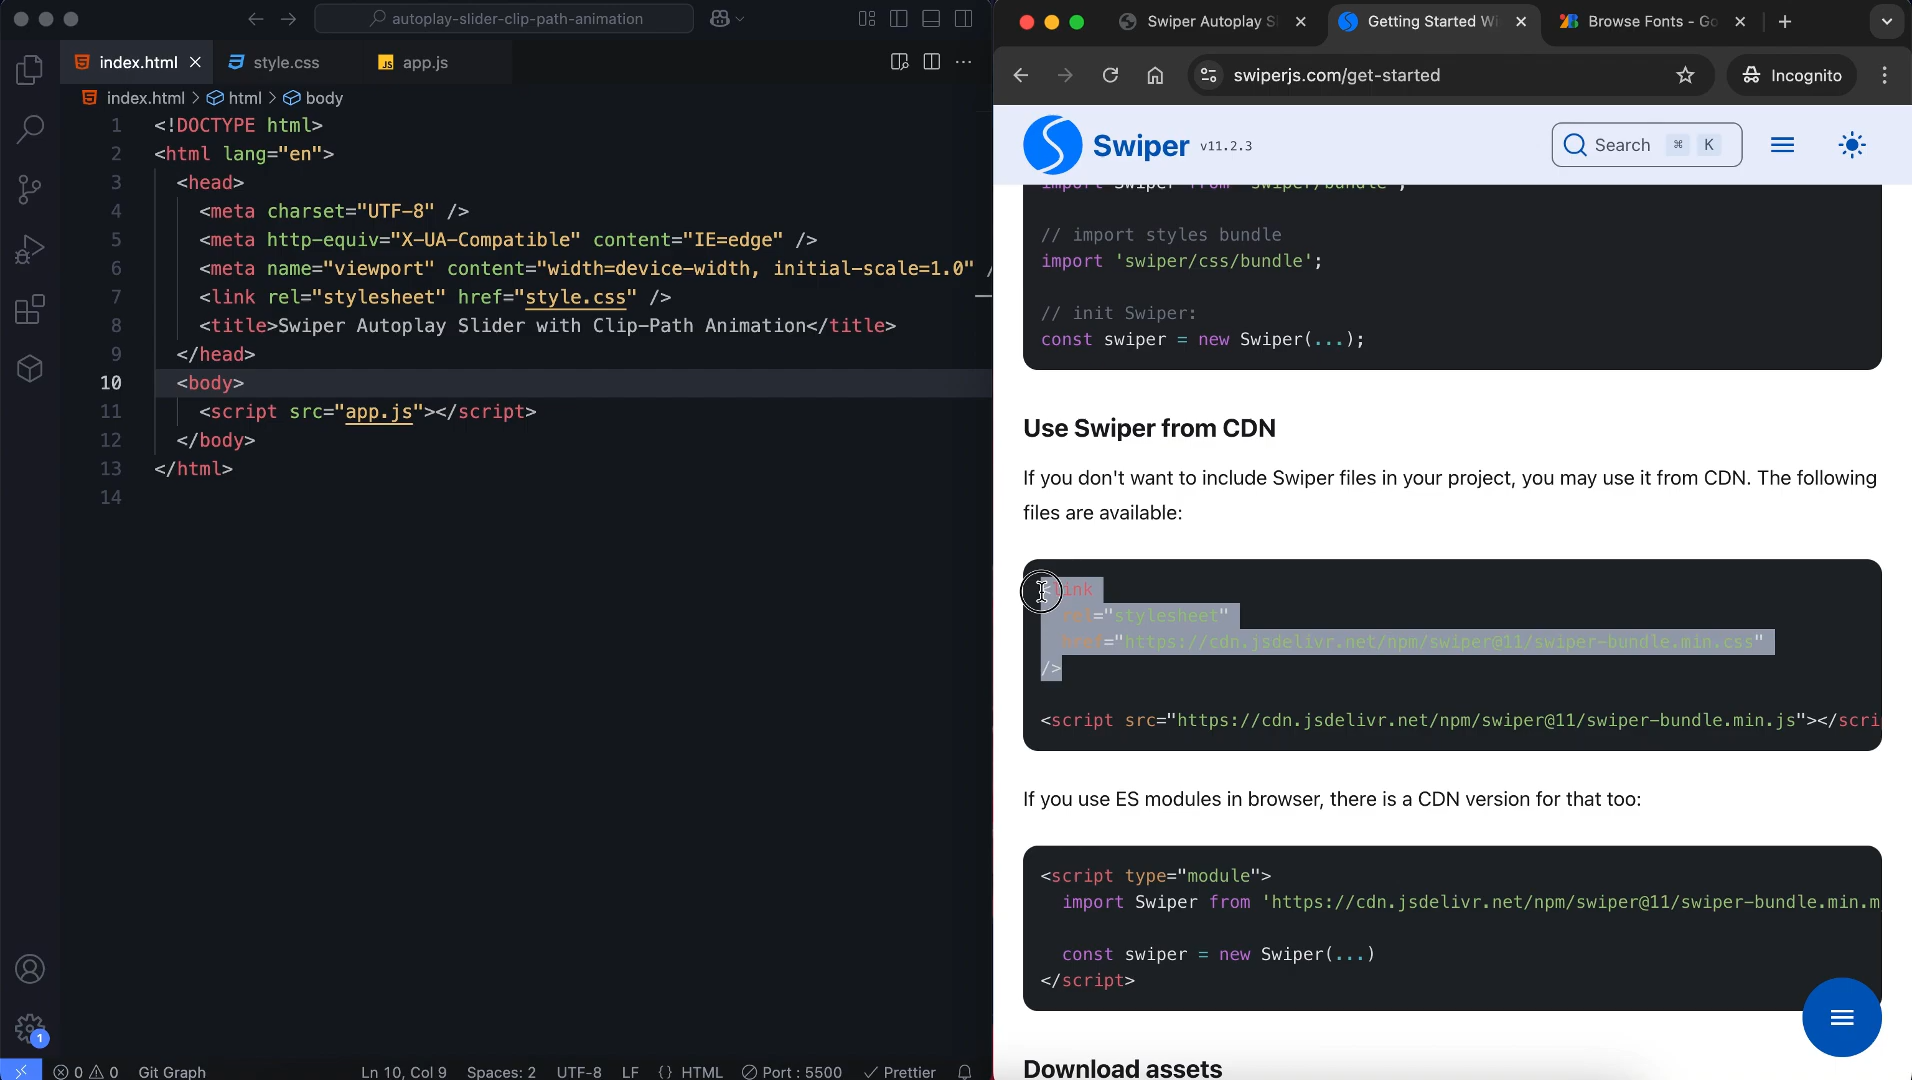 autoplay-slider-clip-path-animation
index.html
style.css
JS app.js
index.html > html > body
1 <!DOCTYPE html>
2 <html lang="en">
3 <head>
4 <meta charset="UTF-8" />
5 <meta http-equiv="X-UA-Compatible" content="IE=edge" />
6 <meta name="viewport" content="width=device-width, initial-scale=1.0" /
7 <link rel="stylesheet" href="style.css" />
8 <title>Swiper Autoplay Slider with Clip-Path Animation</title>
9 </head>
10 <body>
11 <script src="app.js"></script>
12 </body>
13 </html>
14
1
0 0 Git Graph Ln 10, Col 9 Spaces: 2 UTF-8 LF {} HTML Port : 5500 Prettier
Swiper Autoplay S
Getting Started Wi
Browse Fonts - Go
swiperjs.com/get-started
Incognito
Swiper v11.2.3
Search ⌘ K
import Swiper from 'swiper/bundle';
// import styles bundle
import 'swiper/css/bundle';
// init Swiper:
const swiper = new Swiper(...);
Use Swiper from CDN
If you don't want to include Swiper files in your project, you may use it from CDN. The following
files are available:
<link
rel="stylesheet"
href="https://cdn.jsdelivr.net/npm/swiper@11/swiper-bundle.min.css"
/>
<script src="https://cdn.jsdelivr.net/npm/swiper@11/swiper-bundle.min.js"></scri
If you use ES modules in browser, there is a CDN version for that too:
<script type="module">
import Swiper from 'https://cdn.jsdelivr.net/npm/swiper@11/swiper-bundle.min.m
const swiper = new Swiper(...)
</script>
Download assets